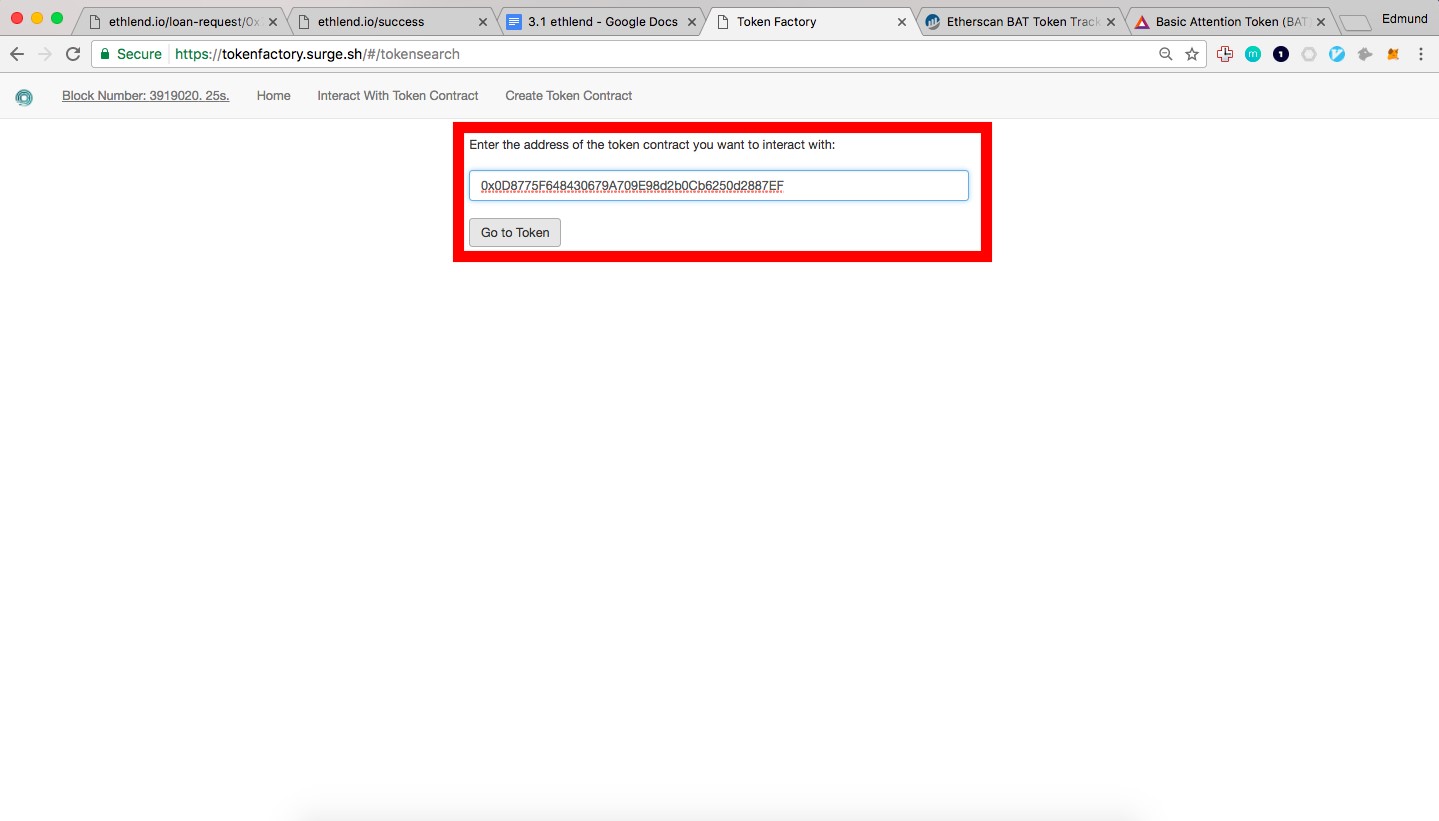 ethlend.io/loan-request/0x
ethlend.io/success
3.1 ethlend - Google Docs
Token Factory
Etherscan BAT Token Track
Basic Attention Token (BAT)
Edmund
Secure https://tokenfactory.surge.sh/#/tokensearch
Block Number: 3919020. 25s. Home Interact With Token Contract Create Token Contract
Enter the address of the token contract you want to interact with:
0x0D8775F648430679A709E98d2b0Cb6250d2887EF
Go to Token